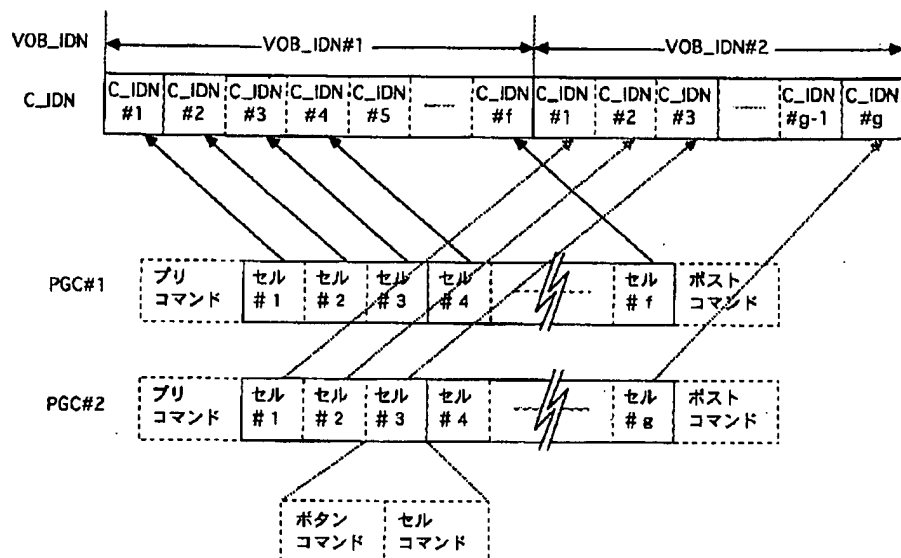 VOB_IDN VOB_IDN#1 VOB_IDN#2
C_IDN C_IDN #1 C_IDN #2 C_IDN #3 C_IDN #4 C_IDN #5 C_IDN #f C_IDN #1 C_IDN #2 C_IDN #3 C_IDN #g-1 C_IDN #g
PGC#1 プリ コマンド セル #1 セル #2 セル #3 セル #4 セル #f ポスト コマンド
PGC#2 プリ コマンド セル #1 セル #2 セル #3 セル #4 セル #g ポスト コマンド
ボタン コマンド セル コマンド